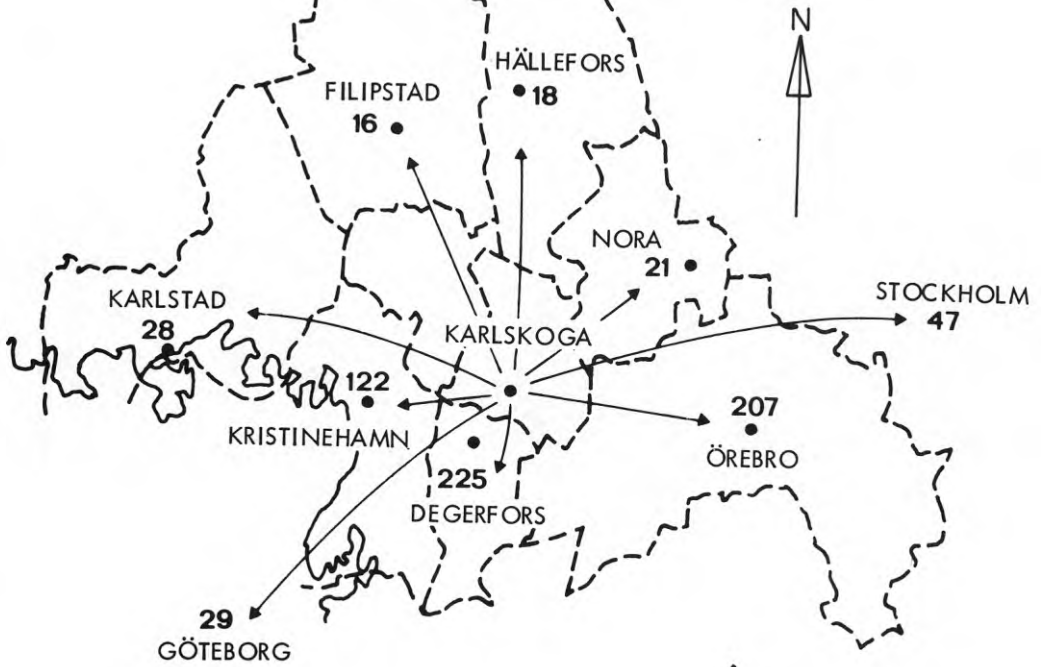 N
HÄLLEFORS
18
FILIPSTAD
16
NORA
21
STOCKHOLM
47
KARLSTAD
28
KARLSKOGA
122
KRISTINEHAMN
207
ÖREBRO
225
DEGERFORS
29
GÖTEBORG